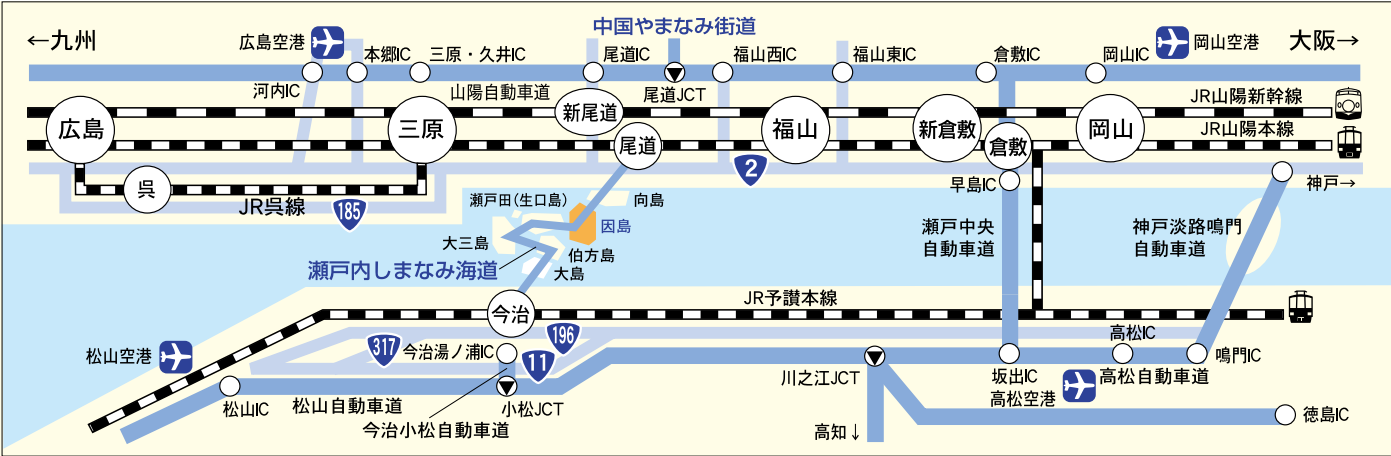 中国やまなみ街道
←九州
広島空港
本郷IC
三原・久井IC
尾道IC
福山西IC
福山東IC
倉敷IC
岡山IC
岡山空港
大阪→
河内IC
山陽自動車道
尾道JCT
JR山陽新幹線
新尾道
広島
三原
尾道
福山
新倉敷
倉敷
岡山
JR山陽本線
2
早島IC
神戸→
呉
JR呉線
185
瀬戸田(生口島)
向島
因島
大三島
伯方島
大島
瀬戸内しまなみ海道
瀬戸中央
自動車道
神戸淡路鳴門
自動車道
今治
JR予讃本線
松山空港
317
今治湯ノ浦IC
11
196
高松IC
川之江JCT
坂出IC
高松空港
高松自動車道
鳴門IC
松山IC
松山自動車道
小松JCT
今治小松自動車道
高知↓
徳島IC